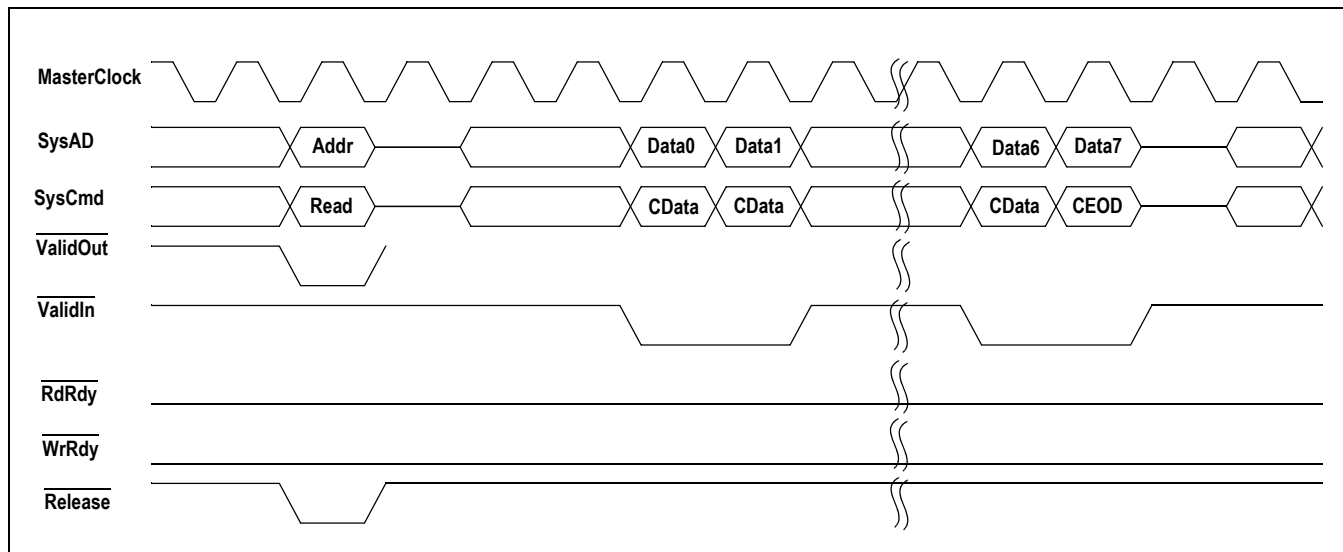 MasterClock
SysAD Addr Data0 Data1 Data6 Data7
SysCmd Read CData CData CData CEOD
ValidOut
ValidIn
RdRdy
WrRdy
Release